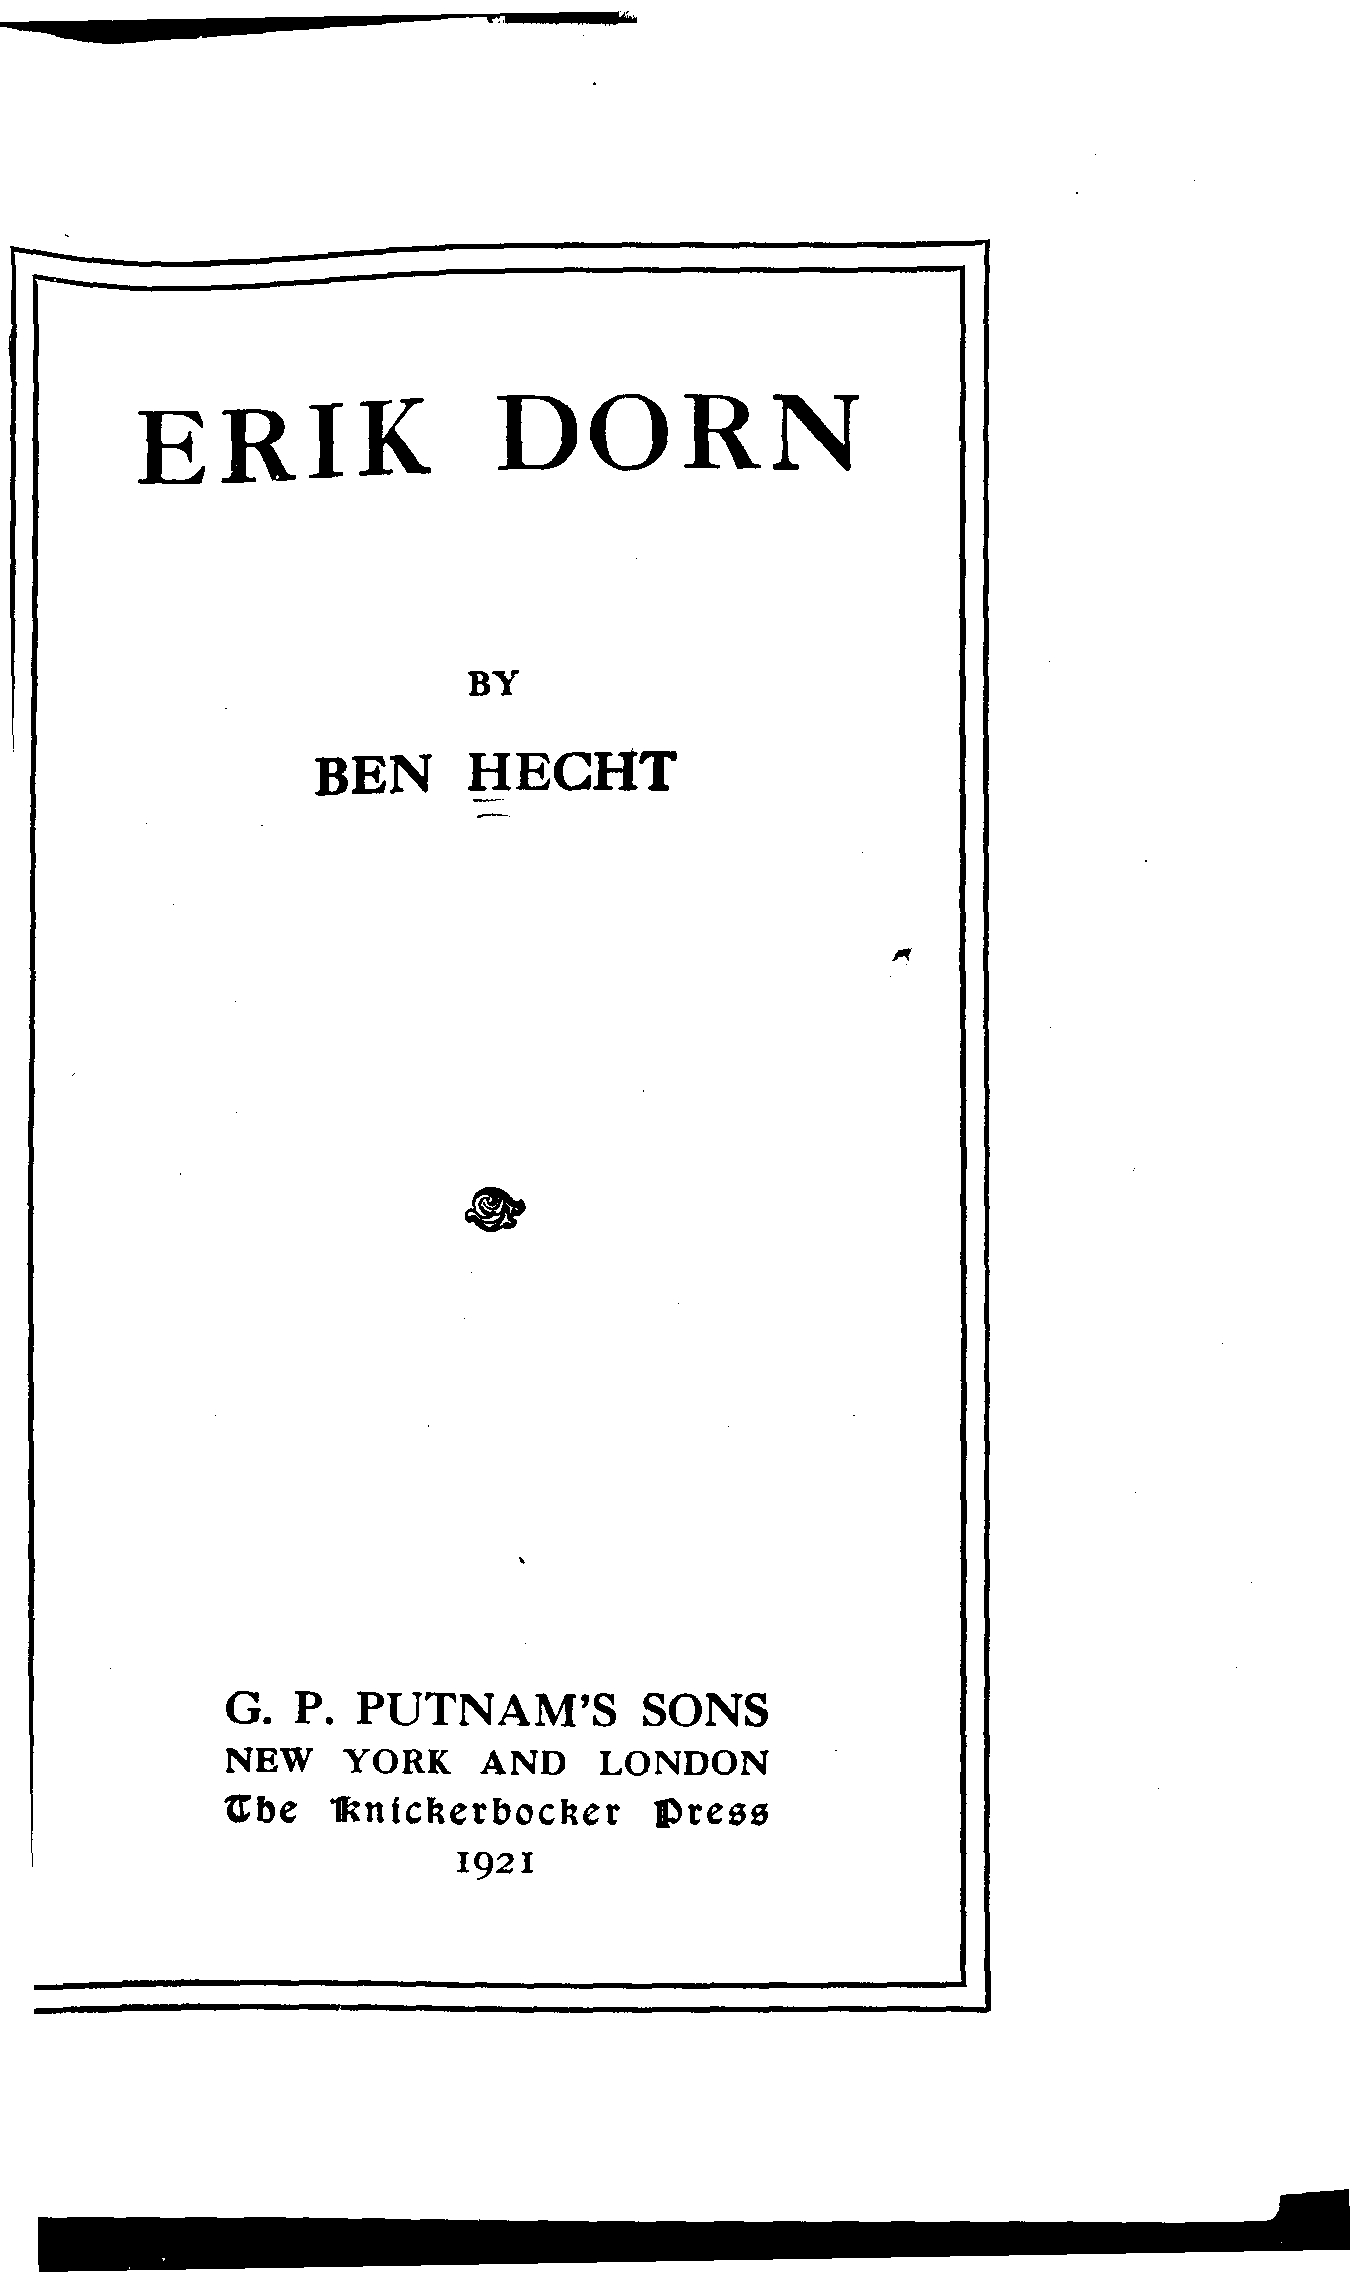 ERIK DORN
BY
BEN HECHT
G. P. PUTNAM'S SONS
NEW YORK AND LONDON
The Knickerbocker Press
1921